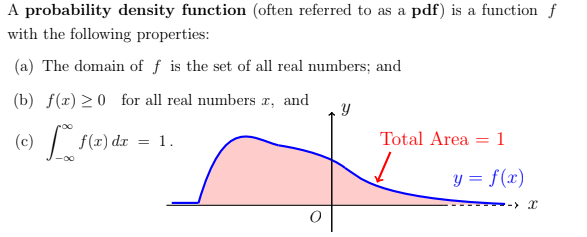 A probability density function (often referred to as a pdf) is a function f
with the following properties:
(a) The domain of f is the set of all real numbers; and
(b) f(x) ≥ 0 for all real numbers x, and
(c) ∫_{-∞}^{∞} f(x) dx = 1.
y
Total Area = 1
y = f(x)
x
O